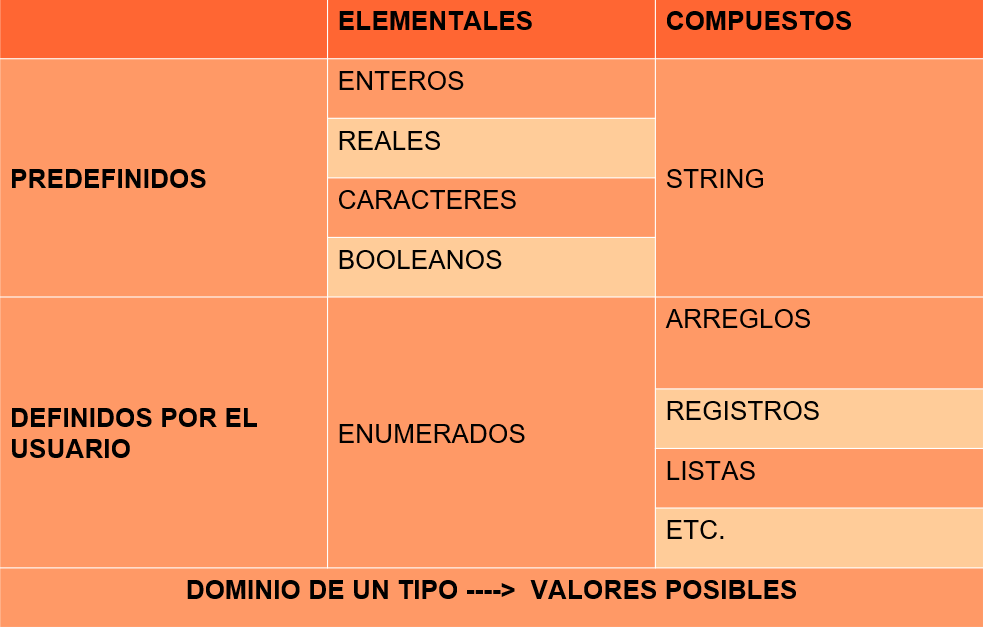 ELEMENTALES
COMPUESTOS
PREDEFINIDOS
ENTEROS
REALES
CARACTERES
BOOLEANOS
STRING
DEFINIDOS POR EL
USUARIO
ENUMERADOS
ARREGLOS
REGISTROS
LISTAS
ETC.
DOMINIO DE UN TIPO ----> VALORES POSIBLES